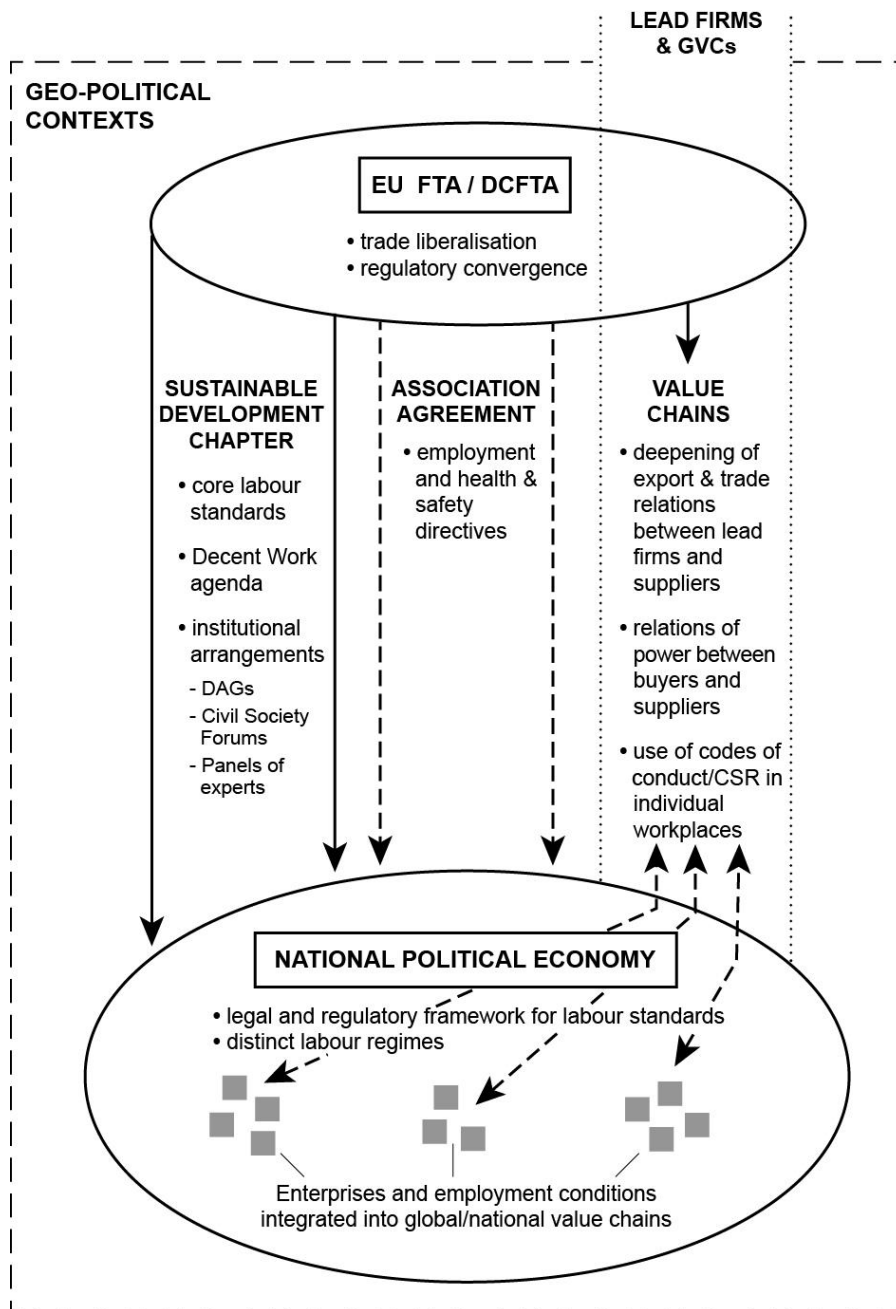 LEAD FIRMS
& GVCs
GEO-POLITICAL
CONTEXTS
EU FTA / DCFTA
• trade liberalisation
• regulatory convergence
SUSTAINABLE
DEVELOPMENT
CHAPTER
• core labour
standards
• Decent Work
agenda
• institutional
arrangements
- DAGs
- Civil Society
Forums
- Panels of
experts
ASSOCIATION
AGREEMENT
• employment
and health &
safety
directives
VALUE
CHAINS
• deepening of
export & trade
relations
between lead
firms and
suppliers
• relations of
power between
buyers and
suppliers
• use of codes of
conduct/CSR in
individual
workplaces
NATIONAL POLITICAL ECONOMY
• legal and regulatory framework for labour standards
• distinct labour regimes
Enterprises and employment conditions
integrated into global/national value chains